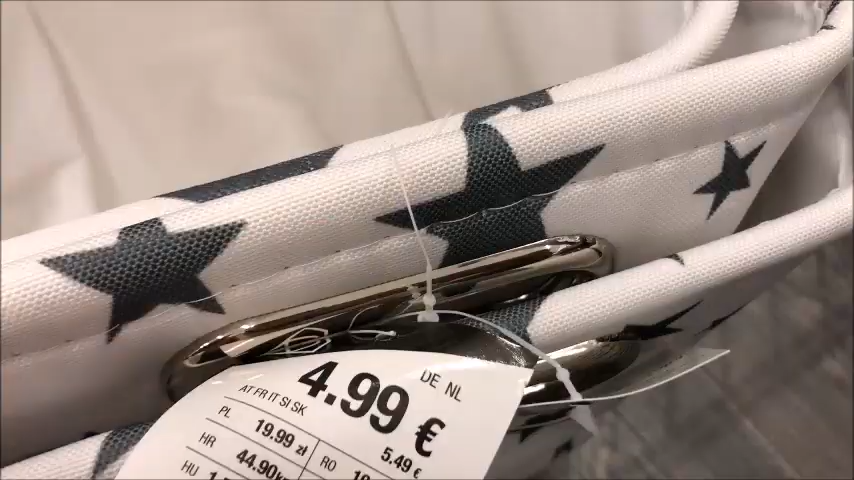 DE NL
4.99 €
AT FR IT SI SK
5.49 €
PL
19.99 zł
HR
44.90
RO
HU